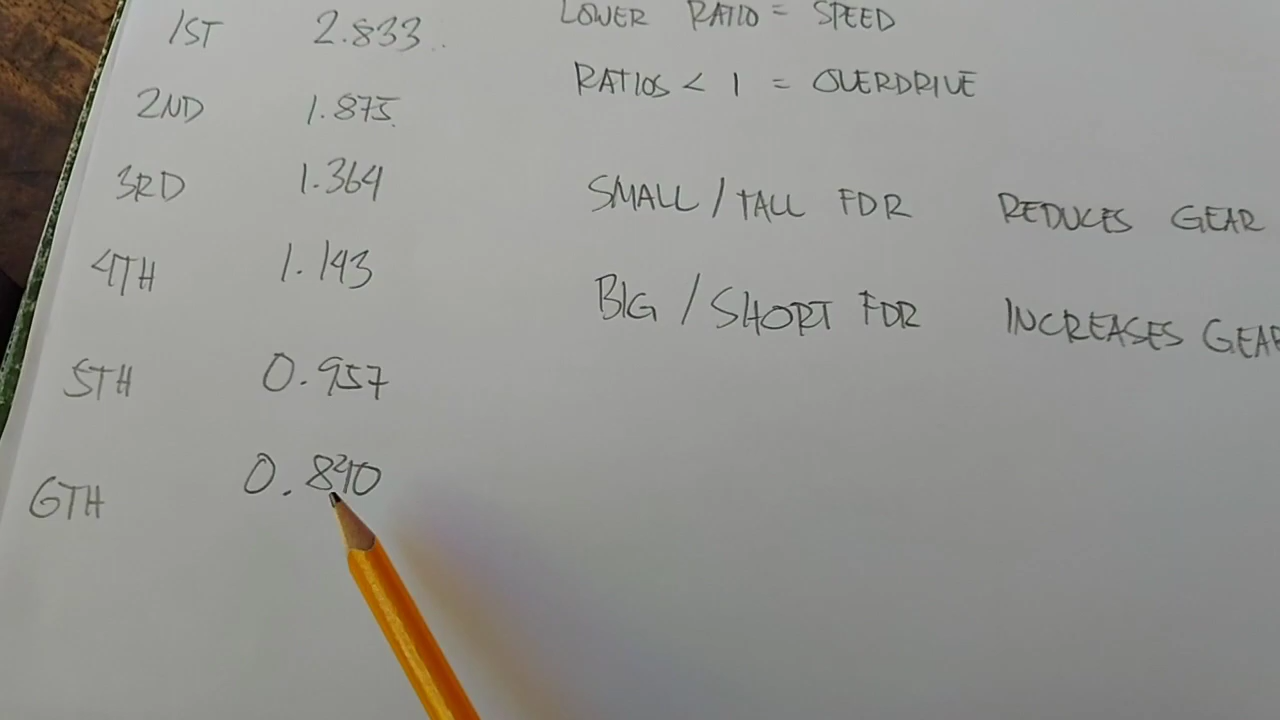 1ST 2.833
2ND 1.875
3RD 1.364
4TH 1.143
5TH 0.957
6TH 0.840
LOWER RATIO = SPEED
RATIOS < 1 = OVERDRIVE
SMALL / TALL FDR REDUCES GEAR
BIG / SHORT FDR INCREASES GEAR